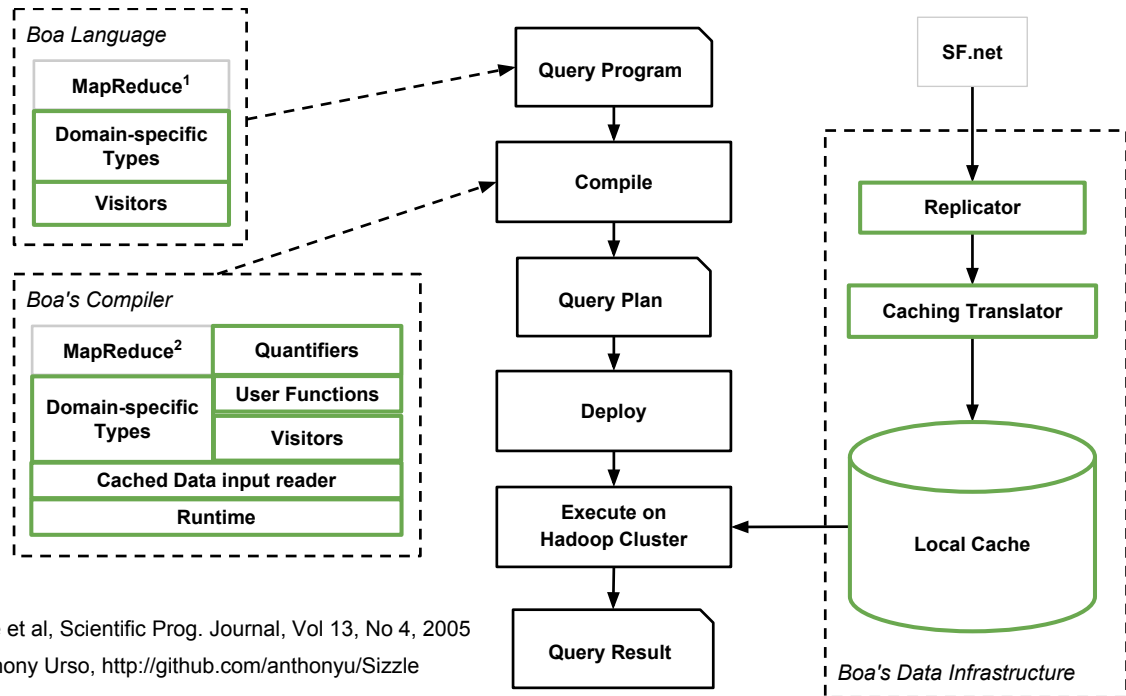 Boa Language
MapReduce1
Domain-specific
Types
Visitors
Boa's Compiler
MapReduce2
Quantifiers
Domain-specific
Types
User Functions
Visitors
Cached Data input reader
Runtime
Query Program
Compile
Query Plan
Deploy
Execute on
Hadoop Cluster
Query Result
SF.net
Replicator
Caching Translator
Local Cache
Boa's Data Infrastructure
et al, Scientific Prog. Journal, Vol 13, No 4, 2005
Urso, http://github.com/anthonyu/Sizzle